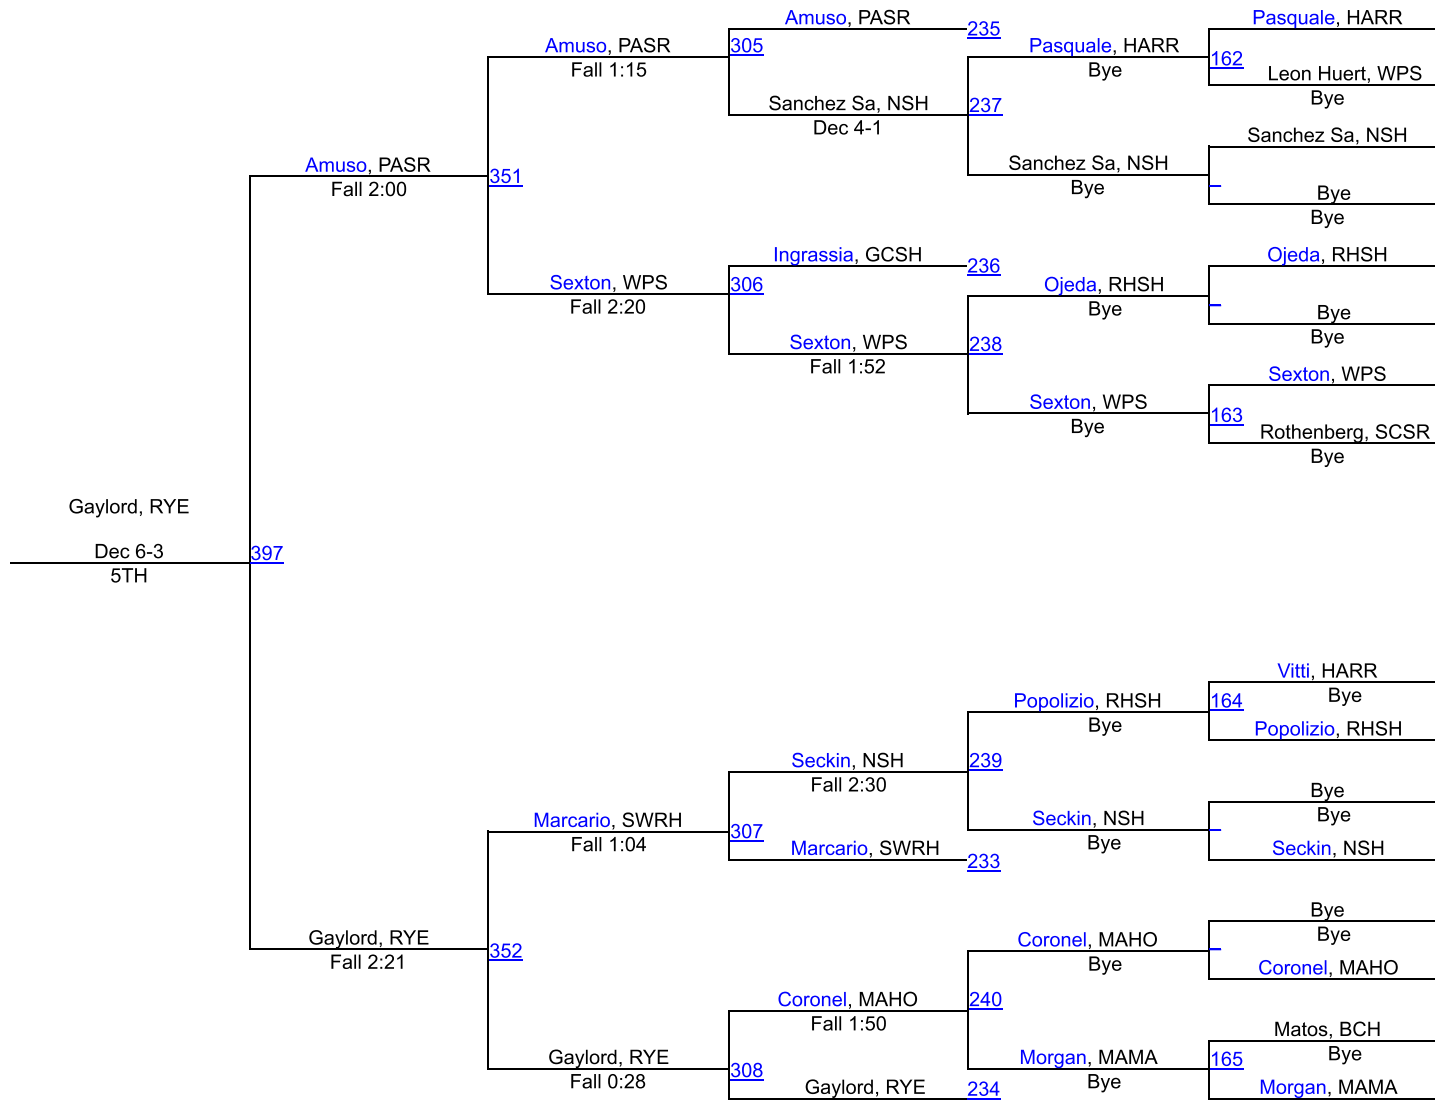 Amuso, PASR
235
Pasquale, HARR
Amuso, PASR
305
Pasquale, HARR
162
Fall 1:15
Bye
Leon Huert, WPS
Bye
Sanchez Sa, NSH
237
Dec 4-1
Sanchez Sa, NSH
Amuso, PASR
351
Sanchez Sa, NSH
Fall 2:00
Bye
Bye
Bye
Ingrassia, GCSH
236
Ojeda, RHSH
Sexton, WPS
306
Ojeda, RHSH
Fall 2:20
Bye
Bye
Bye
Sexton, WPS
238
Fall 1:52
Sexton, WPS
Sexton, WPS
163
Bye
Rothenberg, SCSR
Bye
Gaylord, RYE
Dec 6-3
397
5TH
Vitti, HARR
Popolizio, RHSH
164
Bye
Bye
Popolizio, RHSH
Seckin, NSH
239
Fall 2:30
Bye
Marcario, SWRH
307
Seckin, NSH
Bye
Fall 1:04
Bye
Marcario, SWRH
233
Seckin, NSH
Bye
Gaylord, RYE
352
Coronel, MAHO
Bye
Fall 2:21
Bye
Coronel, MAHO
Coronel, MAHO
240
Fall 1:50
Matos, BCH
Gaylord, RYE
308
Morgan, MAMA
165
Bye
Fall 0:28
Bye
Gaylord, RYE
234
Morgan, MAMA